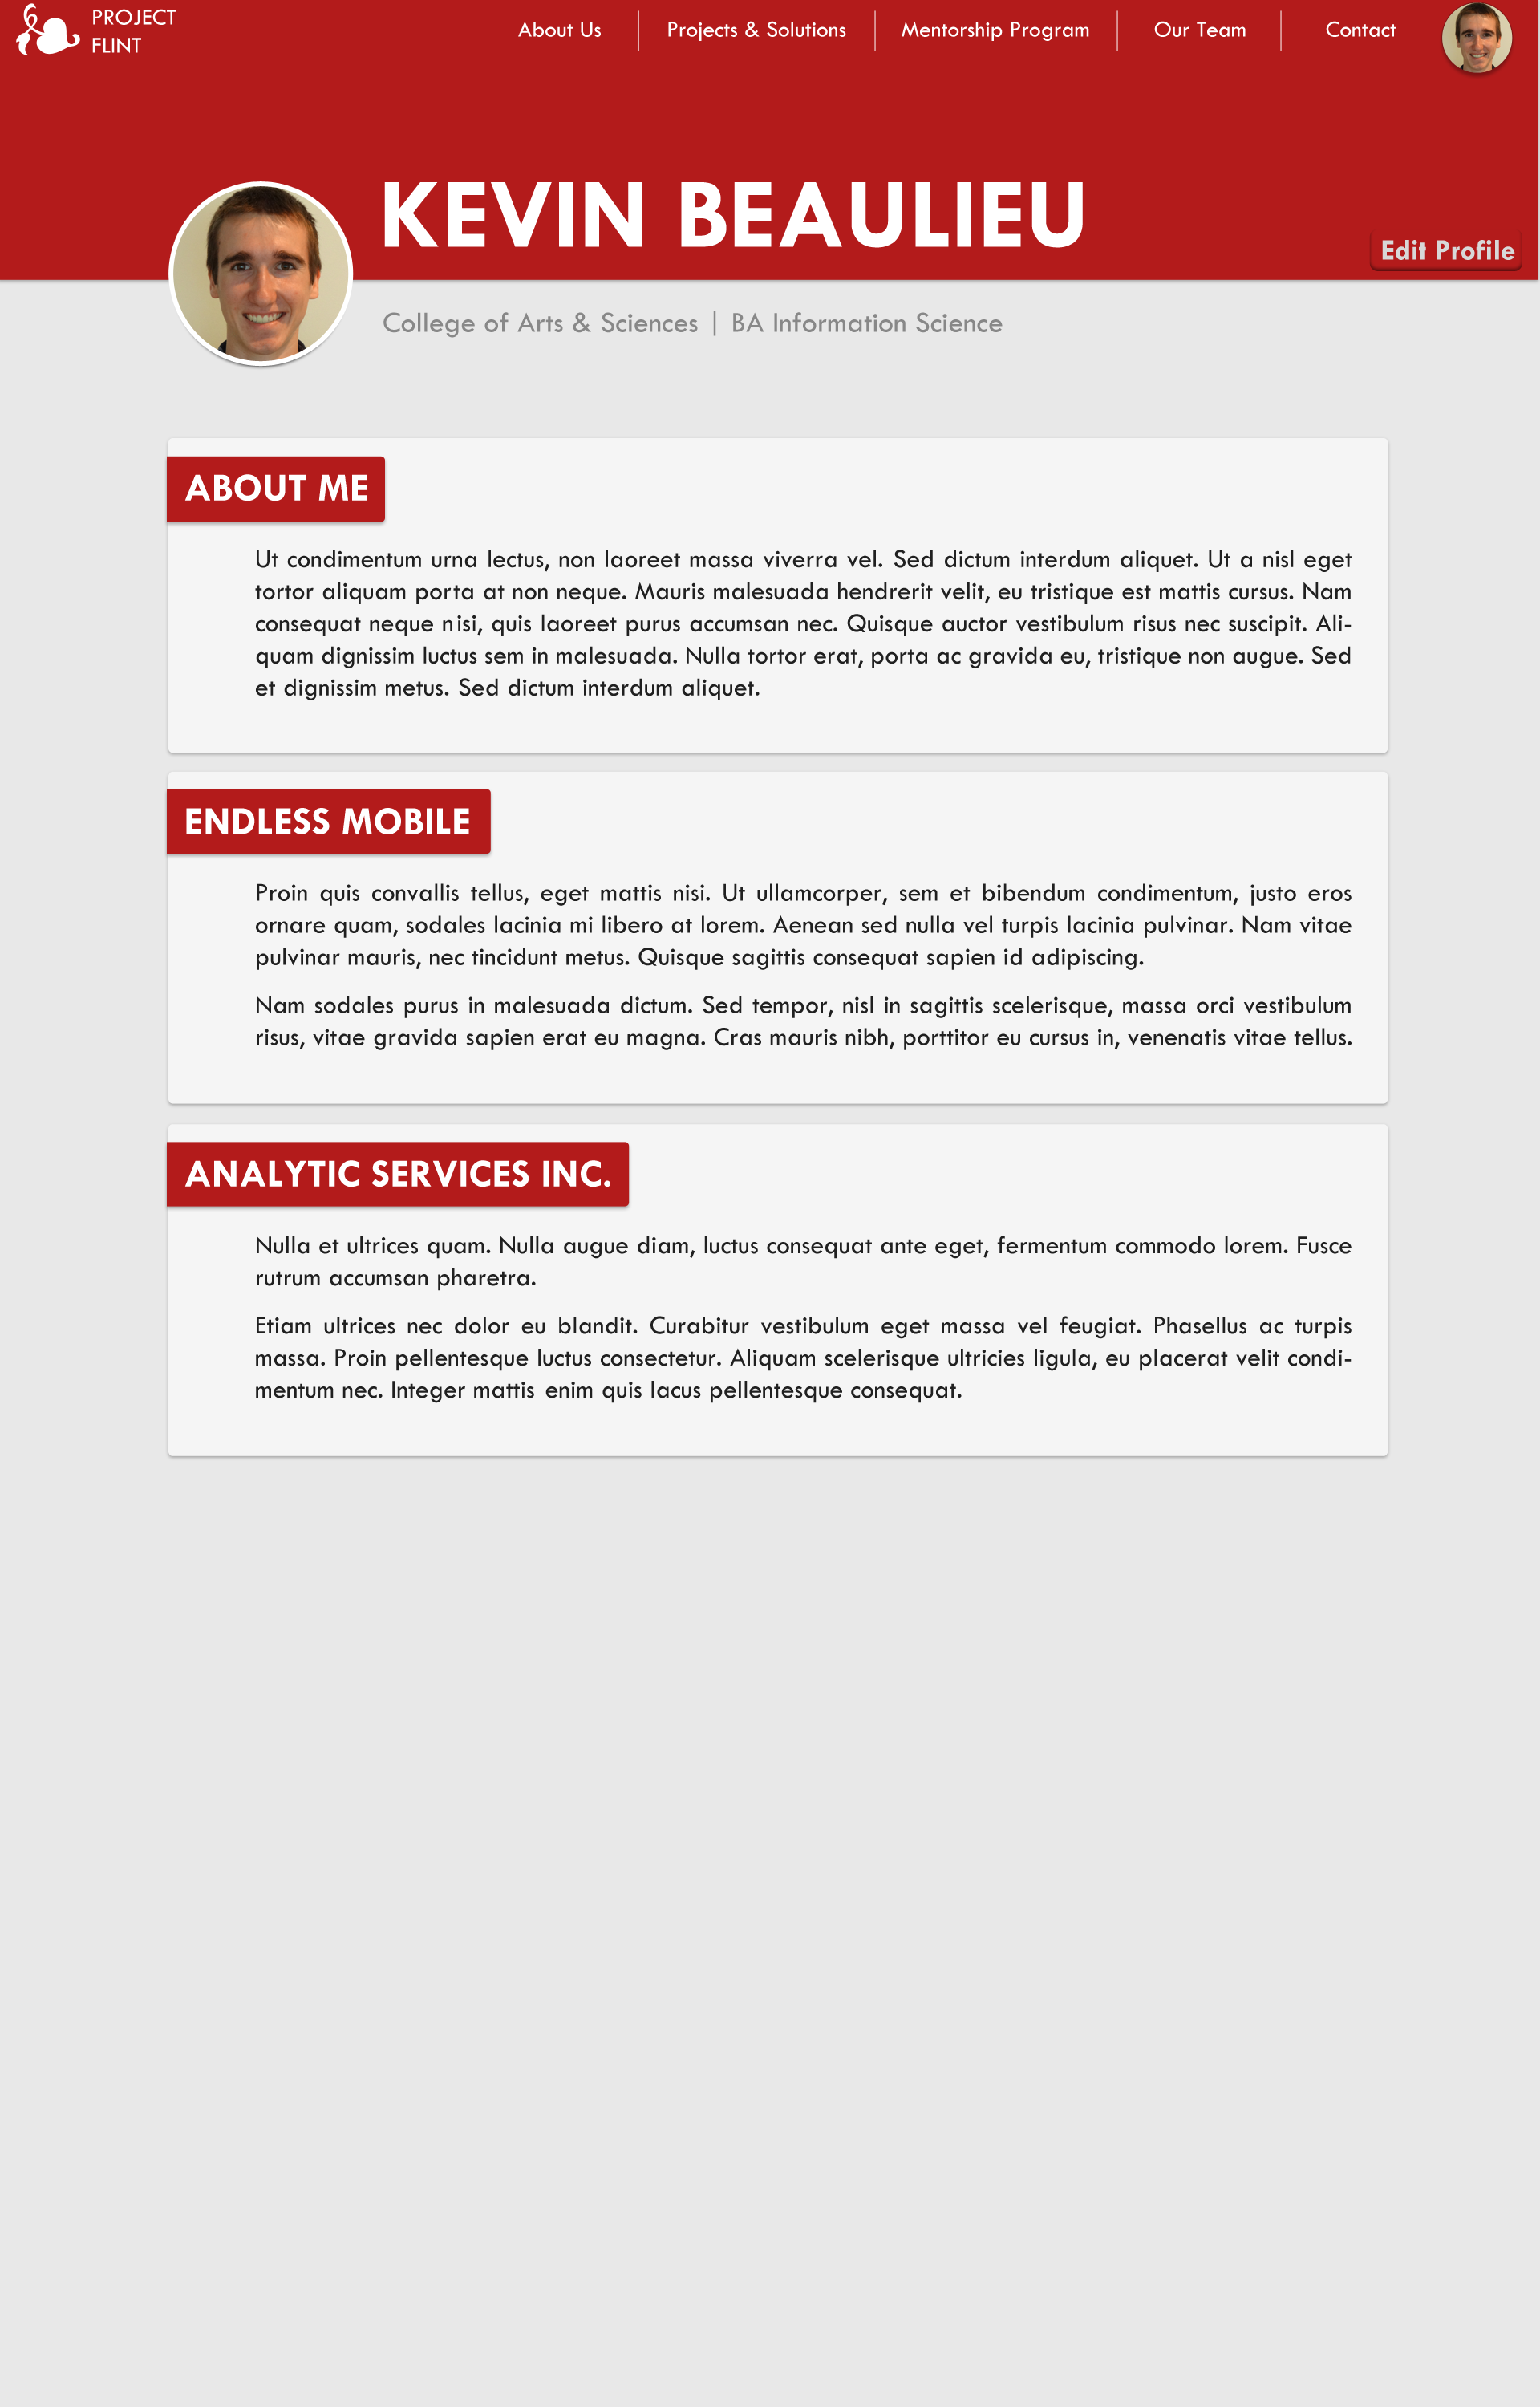 PROJECT
FLINT
About Us
Projects & Solutions
Mentorship Program
Our Team
Contact
KEVIN BEAULIEU
Edit Profile
College of Arts & Sciences | BA Information Science
ABOUT ME
Ut condimentum urna lectus, non laoreet massa viverra vel. Sed dictum interdum aliquet. Ut a nisl eget
tortor aliquam porta at non neque. Mauris malesuada hendrerit velit, eu tristique est mattis cursus. Nam
consequat neque nisi, quis laoreet purus accumsan nec. Quisque auctor vestibulum risus nec suscipit. Ali-
quam dignissim luctus sem in malesuada. Nulla tortor erat, porta ac gravida eu, tristique non augue. Sed
et dignissim metus. Sed dictum interdum aliquet.
ENDLESS MOBILE
Proin quis convallis tellus, eget mattis nisi. Ut ullamcorper, sem et bibendum condimentum, justo eros
ornare quam, sodales lacinia mi libero at lorem. Aenean sed nulla vel turpis lacinia pulvinar. Nam vitae
pulvinar mauris, nec tincidunt metus. Quisque sagittis consequat sapien id adipiscing.
Nam sodales purus in malesuada dictum. Sed tempor, nisl in sagittis scelerisque, massa orci vestibulum
risus, vitae gravida sapien erat eu magna. Cras mauris nibh, porttitor eu cursus in, venenatis vitae tellus.
ANALYTIC SERVICES INC.
Nulla et ultrices quam. Nulla augue diam, luctus consequat ante eget, fermentum commodo lorem. Fusce
rutrum accumsan pharetra.
Etiam ultrices nec dolor eu blandit. Curabitur vestibulum eget massa vel feugiat. Phasellus ac turpis
massa. Proin pellentesque luctus consectetur. Aliquam scelerisque ultricies ligula, eu placerat velit condi-
mentum nec. Integer mattis enim quis lacus pellentesque consequat.